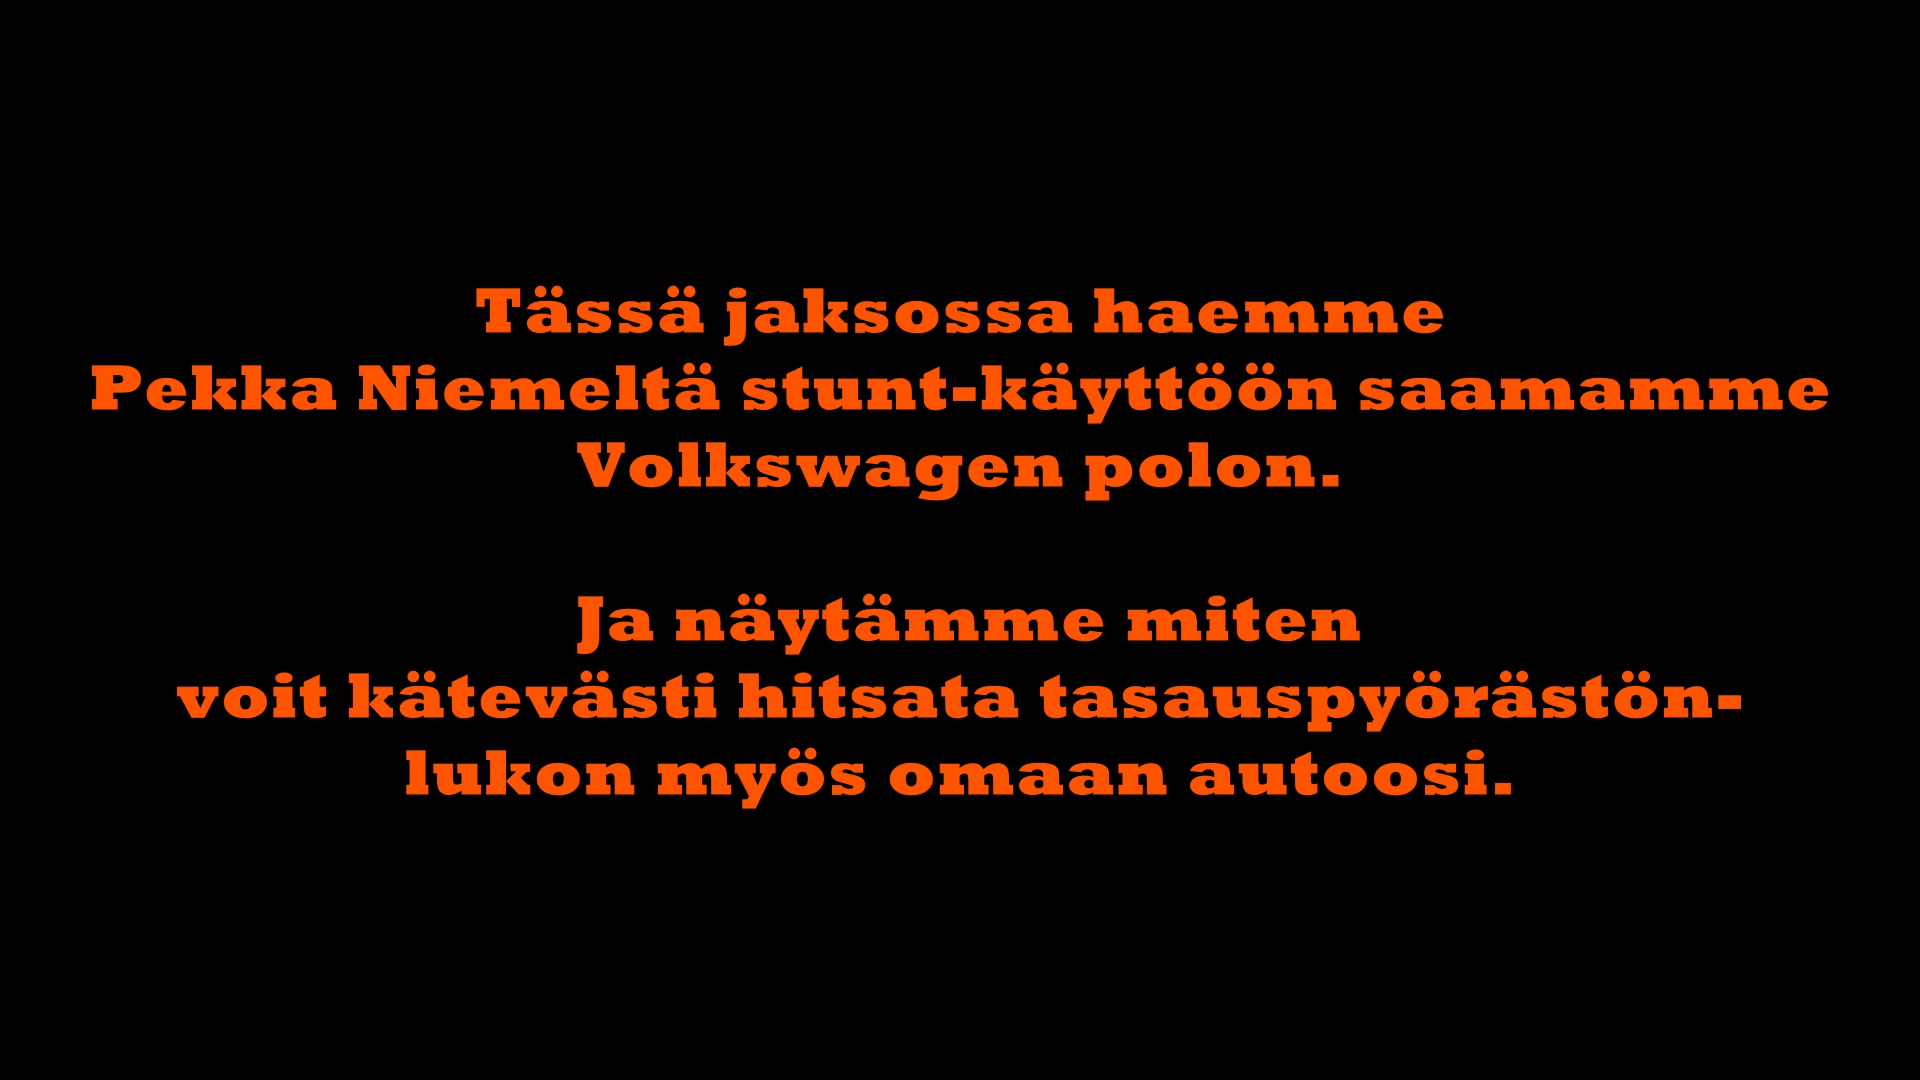 Tässä jaksossa haemme
Pekka Niemeltä stunt-käyttöön saamamme
Volkswagen polon.
Ja näytämme miten
voit kätevästi hitsata tasauspyörästön-
lukon myös omaan autoosi.